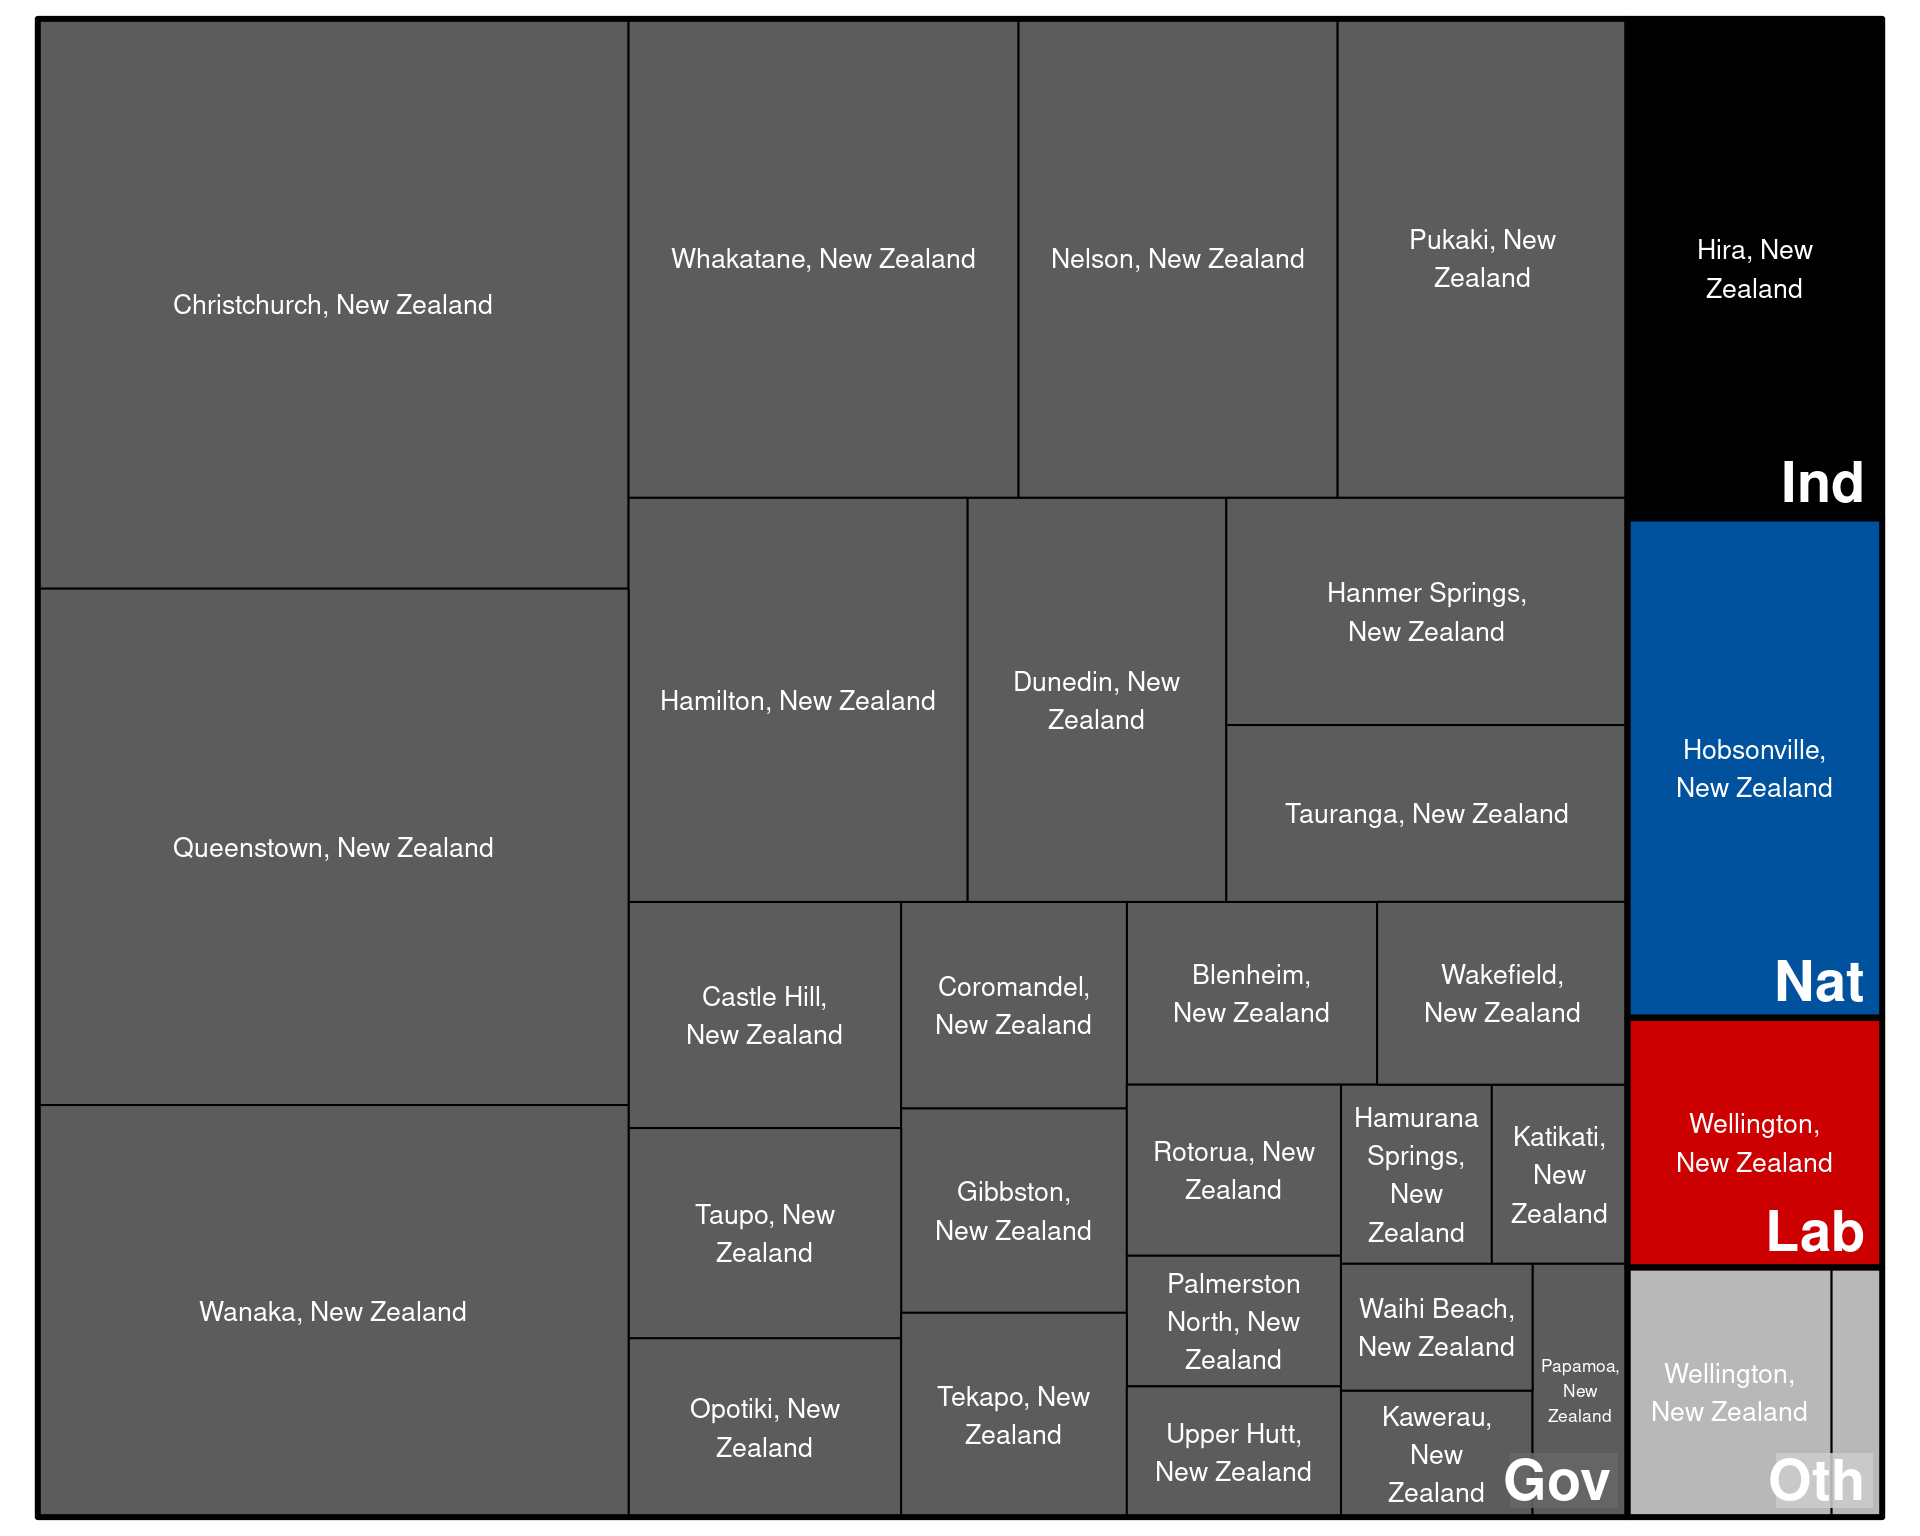 Christchurch, New Zealand
Queenstown, New Zealand
Wanaka, New Zealand
Whakatane, New Zealand
Nelson, New Zealand
Pukaki, New
Zealand
Hamilton, New Zealand
Dunedin, New
Zealand
Hanmer Springs,
New Zealand
Tauranga, New Zealand
Castle Hill,
New Zealand
Taupo, New
Zealand
Opotiki, New
Zealand
Coromandel,
New Zealand
Gibbston,
New Zealand
Tekapo, New
Zealand
Blenheim,
New Zealand
Wakefield,
New Zealand
Rotorua, New
Zealand
Palmerston
North, New
Zealand
Upper Hutt,
New Zealand
Hamurana
Springs,
New
Zealand
Katikati,
New
Zealand
Waihi Beach,
New Zealand
Kawerau,
New
Zealand
Papamoa,
New
Zealand
Gov
Hira, New
Zealand
Ind
Hobsonville,
New Zealand
Nat
Wellington,
New Zealand
Lab
Wellington,
New Zealand
Oth